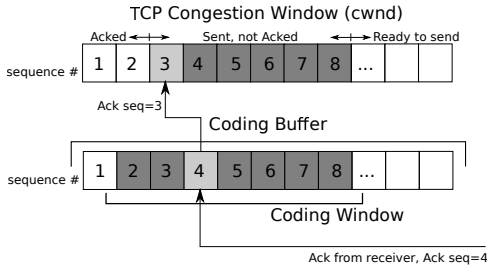 TCP Congestion Window (cwnd)
Acked Sent, not Acked Ready to send
sequence # 1 2 3 4 5 6 7 8 ...
Ack seq=3
Coding Buffer
sequence # 1 2 3 4 5 6 7 8 ...
Coding Window
Ack from receiver, Ack seq=4